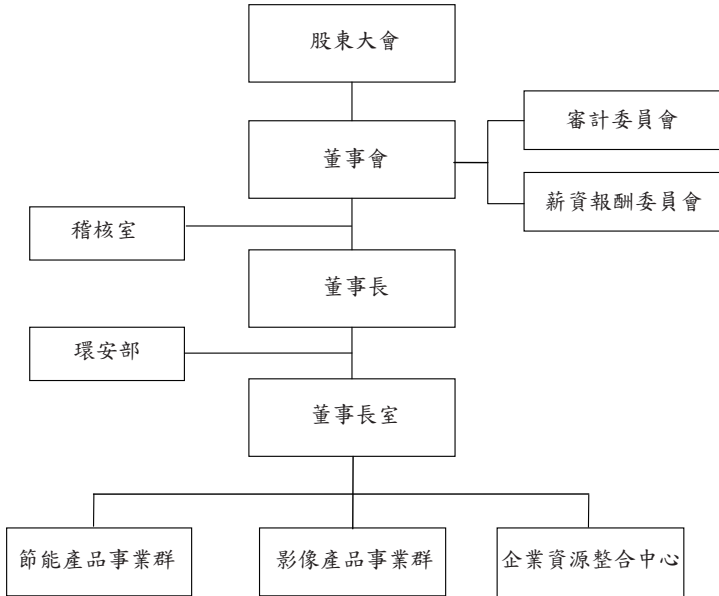 股東大會
審計委員會
董事會
薪資報酬委員會
稽核室
董事長
環安部
董事長室
節能產品事業群
影像產品事業群
企業資源整合中心